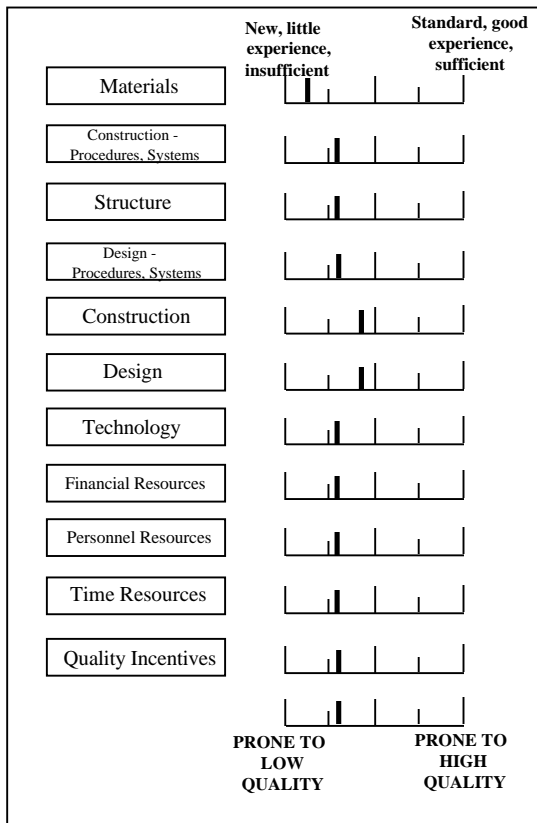 New, little
experience,
insufficient
Standard, good
experience,
sufficient
Materials
Construction -
Procedures, Systems
Structure
Design -
Procedures, Systems
Construction
Design
Technology
Financial Resources
Personnel Resources
Time Resources
Quality Incentives
PRONE TO
LOW
QUALITY
PRONE TO
HIGH
QUALITY